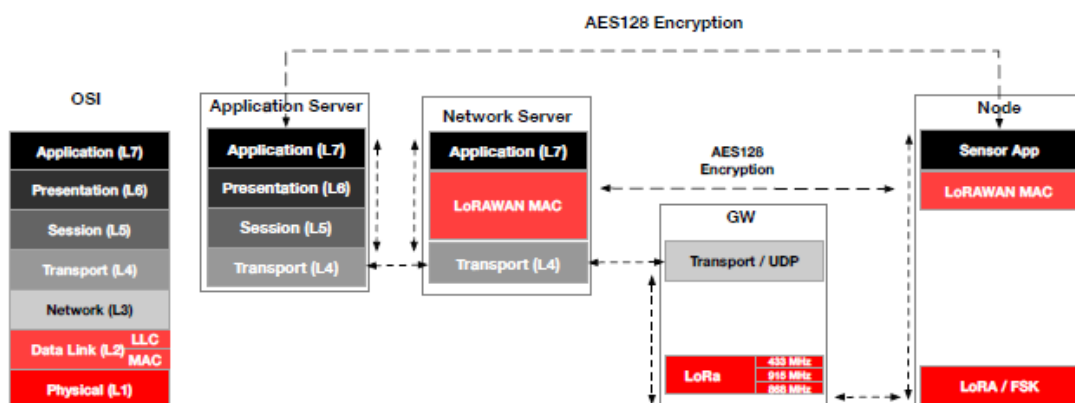 AES128 Encryption
OSI
Application (L7)
Presentation (L6)
Session (L5)
Transport (L4)
Network (L3)
Data Link (L2)
LLC
MAC
Physical (L1)
Application Server
Application (L7)
Presentation (L6)
Session (L5)
Transport (L4)
Network Server
Application (L7)
LoRAWAN MAC
Transport (L4)
AES128
Encryption
GW
Transport / UDP
LoRa
433 MHz
915 MHz
868 MHz
Node
Sensor App
LoRAWAN MAC
LoRA / FSK